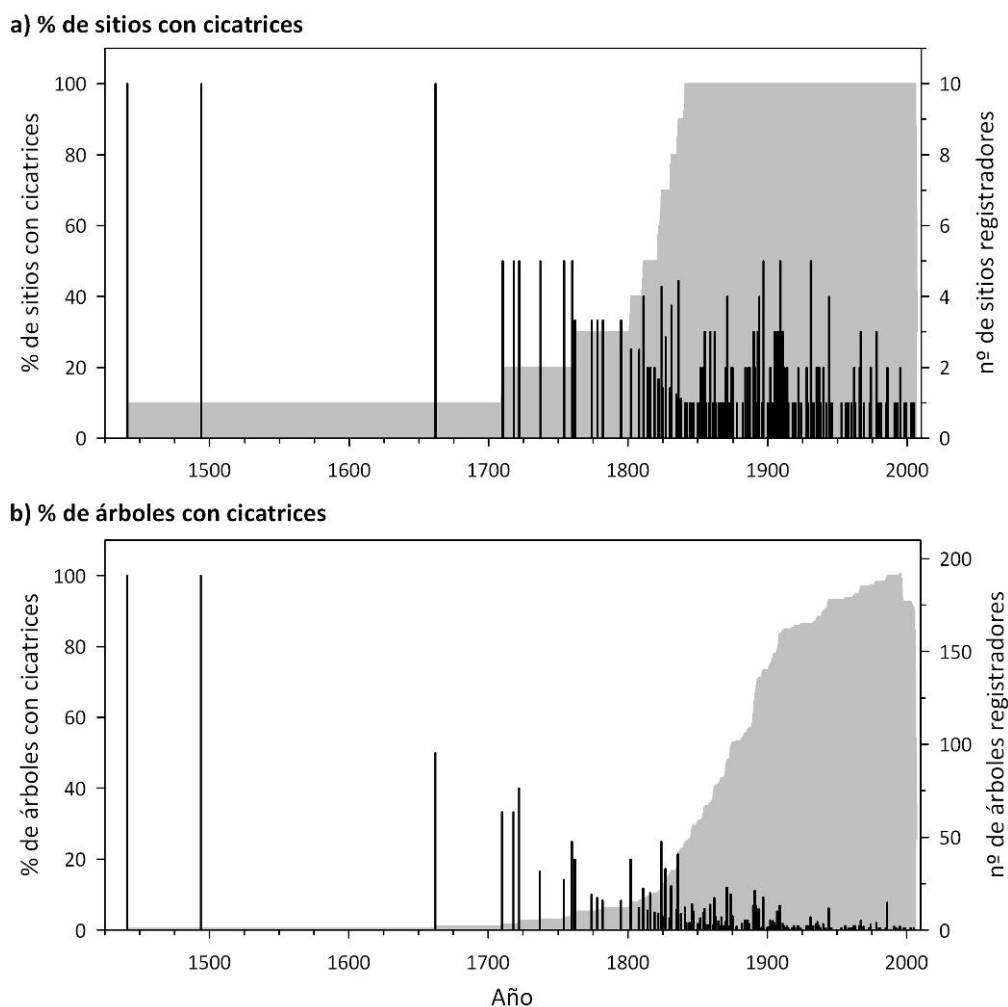 a) % de sitios con cicatrices
100
80
60
40
20
0
% de sitios con cicatrices
10
8
6
4
2
0
nº de sitios registradores
1500 1600 1700 1800 1900 2000
b) % de árboles con cicatrices
100
80
60
40
20
0
% de árboles con cicatrices
200
150
100
50
0
nº de árboles registradores
1500 1600 1700 1800 1900 2000
Año